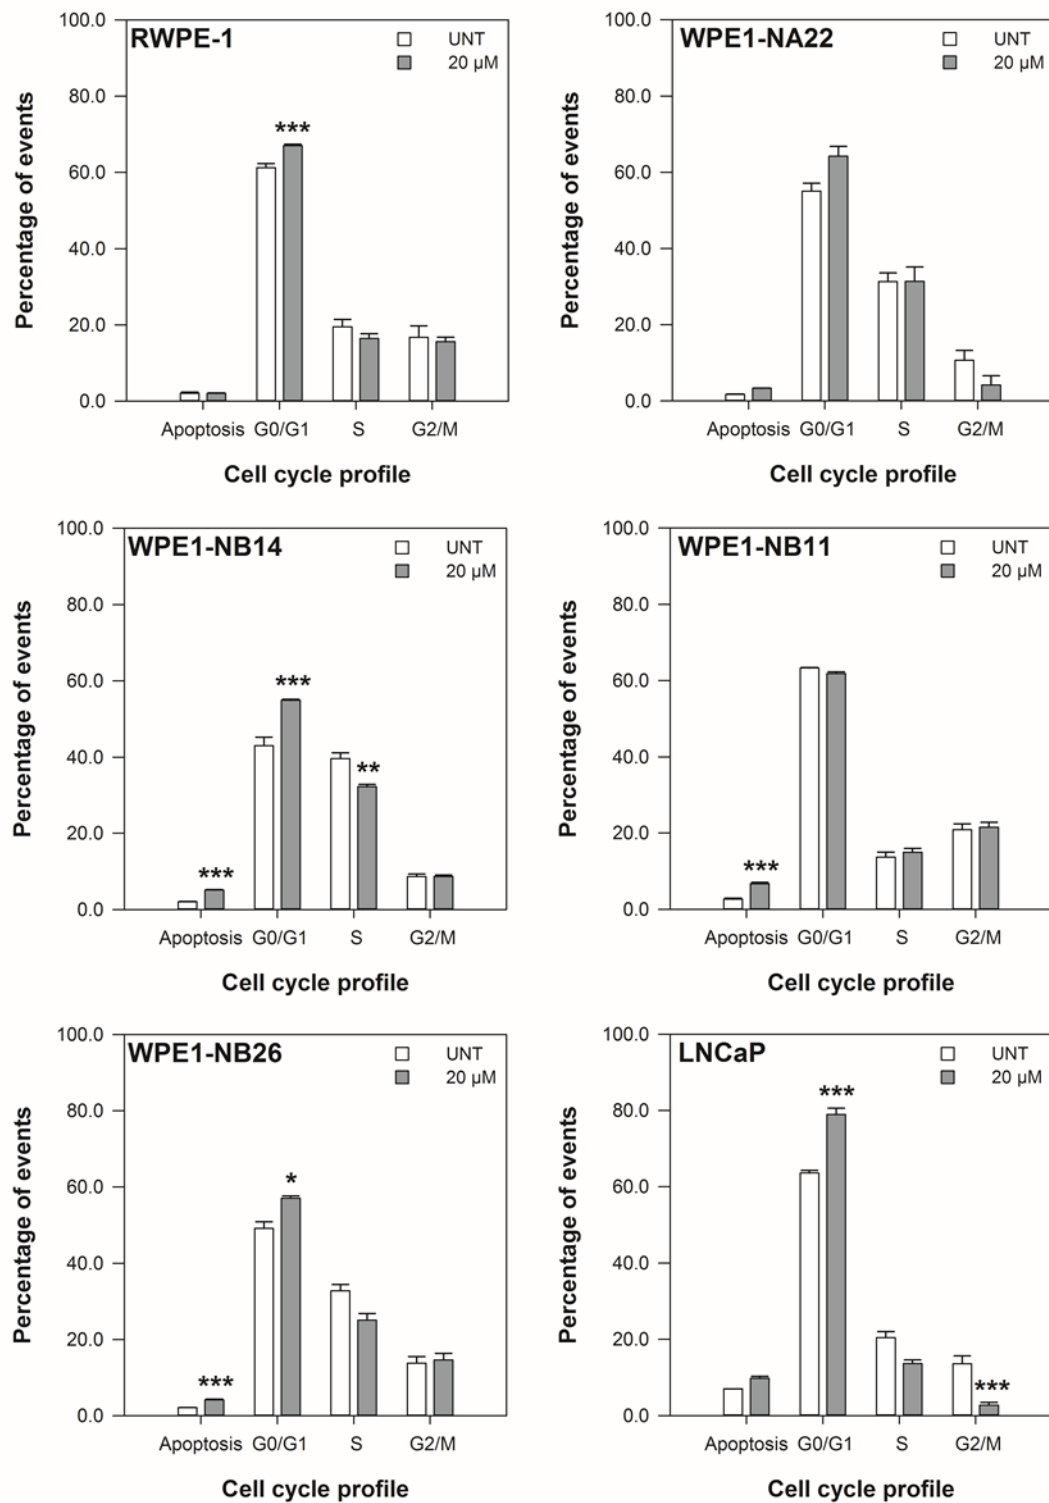 RWPE-1
UNT
20 µM
Percentage of events
100.0
80.0
60.0
40.0
20.0
0.0
***
Apoptosis G0/G1 S G2/M
Cell cycle profile
WPE1-NA22
UNT
20 µM
Percentage of events
100.0
80.0
60.0
40.0
20.0
0.0
Apoptosis G0/G1 S G2/M
Cell cycle profile
WPE1-NB14
UNT
20 µM
Percentage of events
100.0
80.0
60.0
40.0
20.0
0.0
***
***
**
Apoptosis G0/G1 S G2/M
Cell cycle profile
WPE1-NB11
UNT
20 µM
Percentage of events
100.0
80.0
60.0
40.0
20.0
0.0
***
Apoptosis G0/G1 S G2/M
Cell cycle profile
WPE1-NB26
UNT
20 µM
Percentage of events
100.0
80.0
60.0
40.0
20.0
0.0
***
*
Apoptosis G0/G1 S G2/M
Cell cycle profile
LNCaP
UNT
20 µM
Percentage of events
100.0
80.0
60.0
40.0
20.0
0.0
***
***
Apoptosis G0/G1 S G2/M
Cell cycle profile